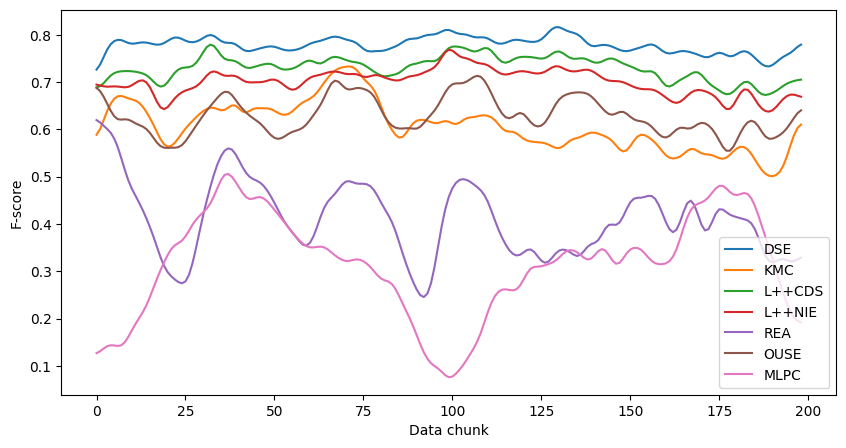 F-score
0.8
0.7
0.6
0.5
0.4
0.3
0.2
0.1
0
25
50
75
100
125
150
175
200
Data chunk
DSE
KMC
L++CDS
L++NIE
REA
OUSE
MLPC